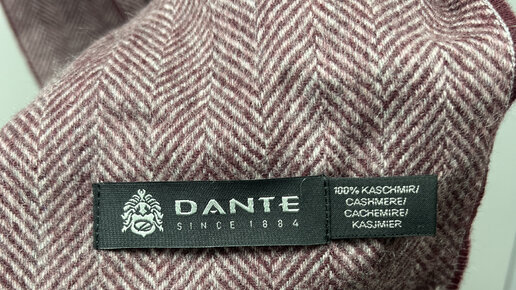 DANTE
SINCE 1884
100% KASCHMIR/
CASHMERE/
CACHEMIRE/
KASJMIER